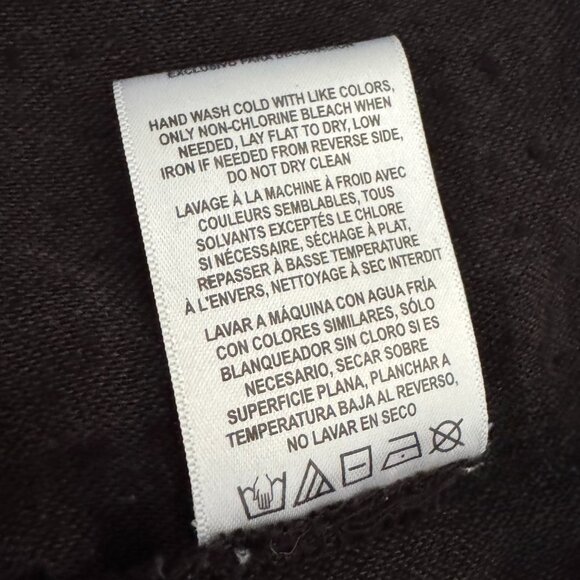 HAND WASH COLD WITH LIKE COLORS,
ONLY NON-CHLORINE BLEACH WHEN
NEEDED, LAY FLAT TO DRY, LOW
IRON IF NEEDED FROM REVERSE SIDE,
DO NOT DRY CLEAN
LAVAGE À LA MACHINE À FROID AVEC
COULEURS SEMBLABLES, TOUS
SOLVANTS EXCEPTÉS LE CHLORE
SI NÉCESSAIRE, SÉCHAGE À PLAT,
REPASSER À BASSE TEMPERATURE
À L'ENVERS, NETTOYAGE À SEC INTERDIT
LAVAR A MÁQUINA CON AGUA FRÍA
CON COLORES SIMILARES, SÓLO
BLANQUEADOR SIN CLORO SI ES
NECESARIO, SECAR SOBRE
SUPERFICIE PLANA, PLANCHAR A
TEMPERATURA BAJA AL REVERSO,
NO LAVAR EN SECO